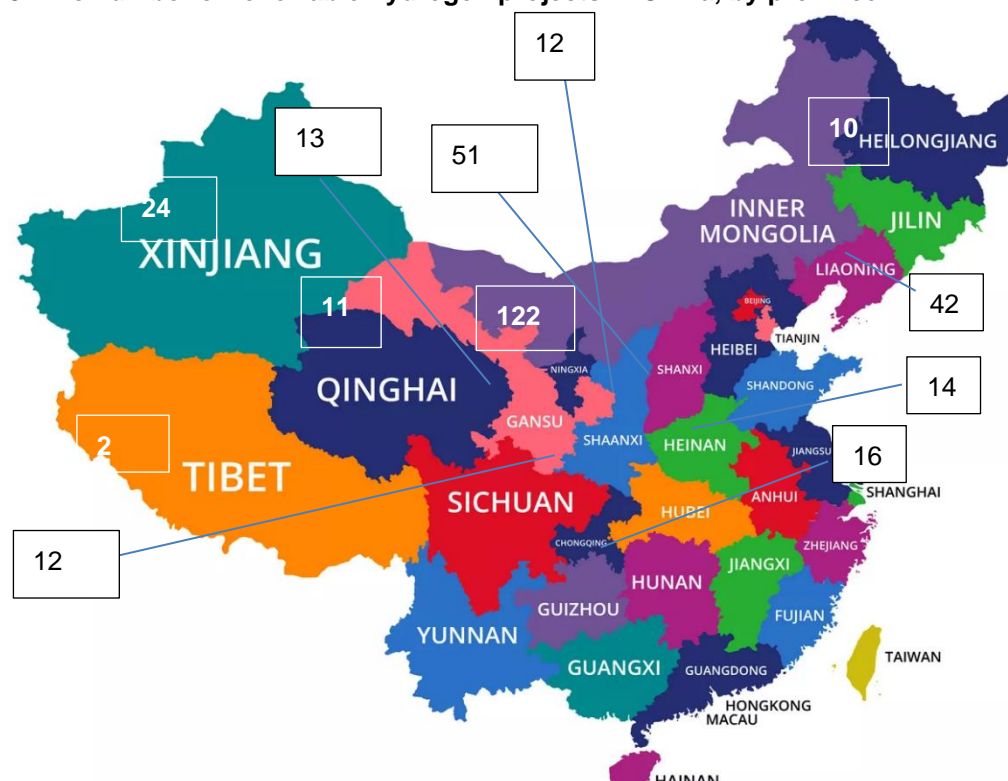 12
13
51
10
HEILONGJIANG
24
INNER
MONGOLIA
JILIN
XINJIANG
LIAONING
42
11
122
BEIJING
TIANJIN
HEIBEI
NINGXIA
SHANXI
QINGHAI
SHANDONG
14
GANSU
SHAANXI
HEINAN
2
JIANGSU
16
TIBET
SICHUAN
ANHUI
SHANGHAI
HUBEI
CHONGQING
ZHEJIANG
12
JIANGXI
HUNAN
GUIZHOU
FUJIAN
YUNNAN
TAIWAN
GUANGXI
GUANGDONG
HONGKONG
MACAU
HAINAN